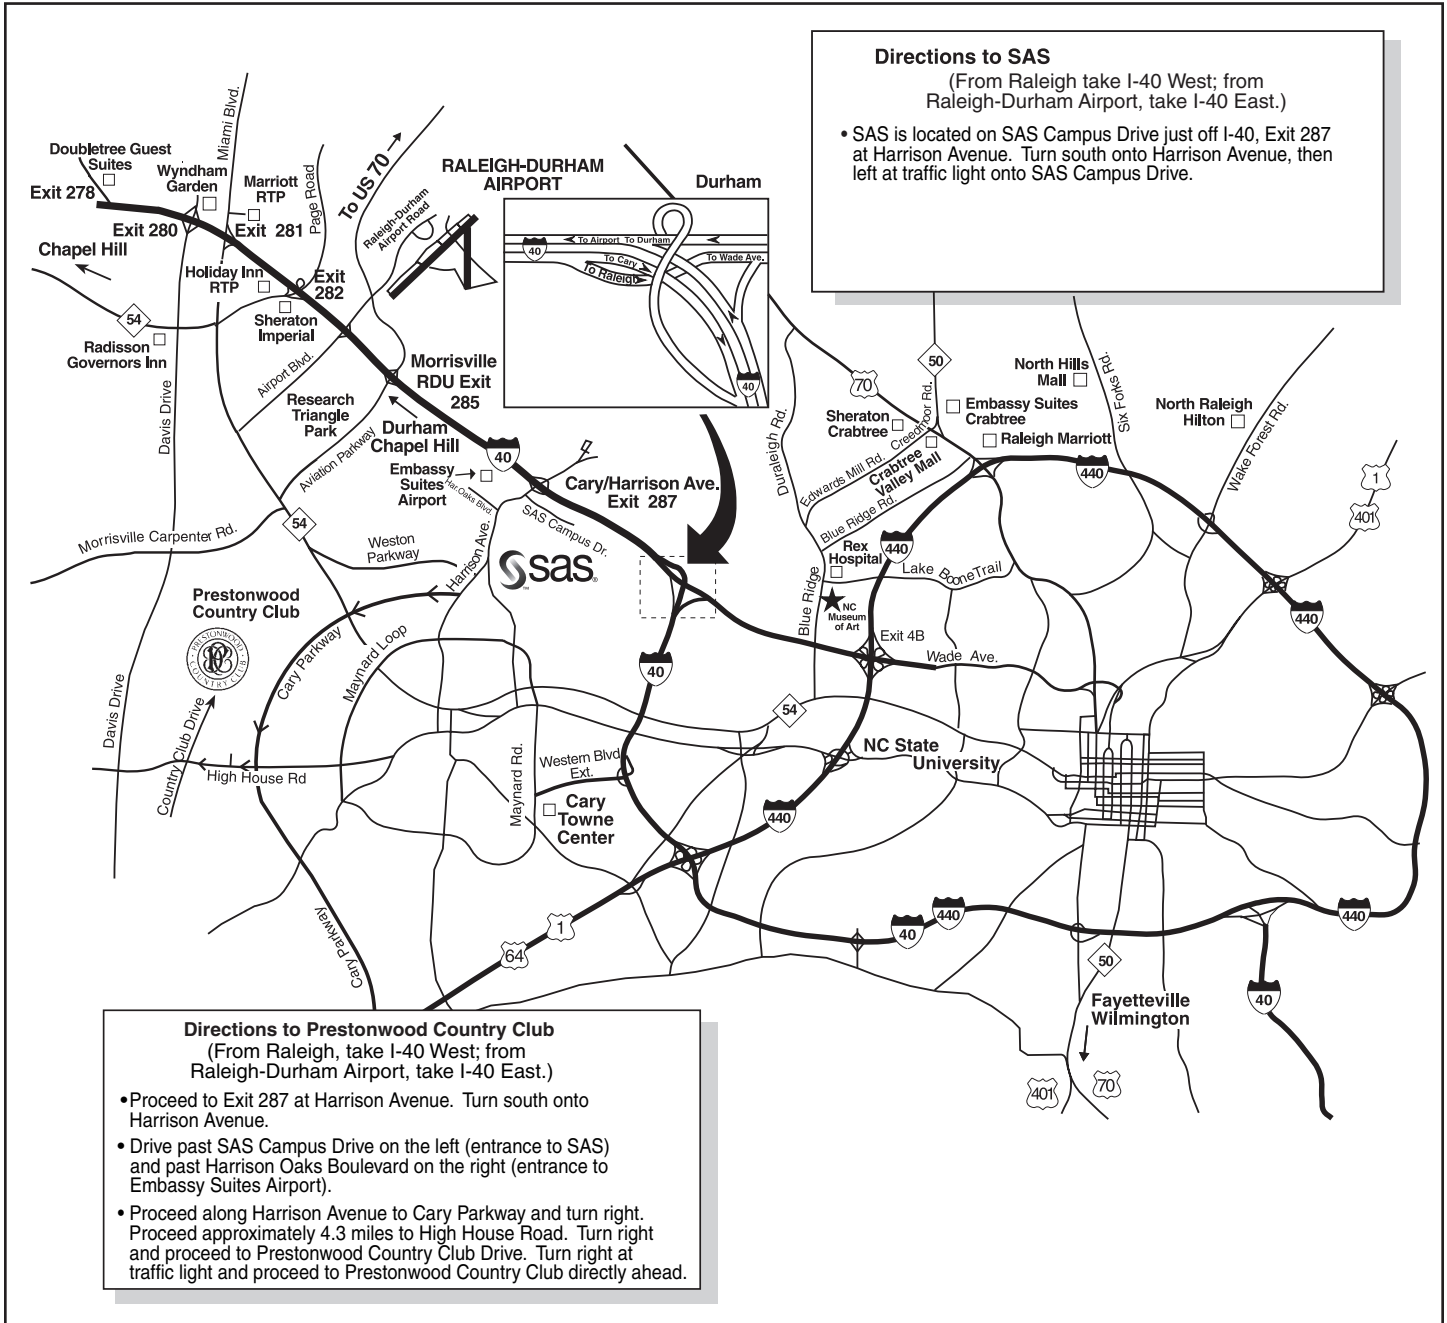 Directions to SAS
(From Raleigh take I-40 West; from
Raleigh-Durham Airport, take I-40 East.)
• SAS is located on SAS Campus Drive just off I-40, Exit 287
at Harrison Avenue. Turn south onto Harrison Avenue, then
left at traffic light onto SAS Campus Drive.
Doubletree Guest
Suites
Exit 278
Wyndham
Garden
Miami Blvd.
Marriott
RTP
Exit 280
Exit 281
Page Road
To US 70
Raleigh-Durham
Airport Road
RALEIGH-DURHAM
AIRPORT
Durham
Chapel Hill
Holiday Inn
RTP
Exit
282
Sheraton
Imperial
54
Radisson
Governors Inn
Airport Blvd.
Morrisville
RDU Exit
285
Research
Triangle
Park
Durham
Chapel Hill
Davis Drive
Aviation Parkway
40
To Airport
To Durham
To Cary
To Raleigh
To Wade Ave.
40
40
Embassy
Suites
Airport
Har.Oaks Blvd.
Cary/Harrison Ave.
Exit 287
SAS Campus Dr.
54
Morrisville Carpenter Rd.
Weston
Parkway
Harrison Ave.
Harrison Ave.
sas
®
TM
Prestonwood
Country Club
PRESTONWOOD
COUNTRY CLUB
Cary Parkway
Maynard Loop
Davis Drive
Country Club Drive
High House Rd
Maynard Rd.
Western Blvd
Ext.
Cary
Towne
Center
Cary Parkway
40
70
50
Duraleigh Rd.
Sheraton
Crabtree
Creedmoor Rd.
Embassy Suites
Crabtree
Raleigh Marriott
North Hills
Mall
Six Forks Rd.
North Raleigh
Hilton
Wake Forest Rd.
Edwards Mill Rd.
Crabtree
Valley Mall
Blue Ridge Rd.
440
1
401
Rex
Hospital
440
Lake Boone Trail
Blue Ridge
NC
Museum
of Art
Exit 4B
Wade Ave.
440
54
NC State
University
440
1
64
40
440
440
50
40
Fayetteville
Wilmington
401
70
Directions to Prestonwood Country Club
(From Raleigh, take I-40 West; from
Raleigh-Durham Airport, take I-40 East.)
• Proceed to Exit 287 at Harrison Avenue. Turn south onto
Harrison Avenue.
• Drive past SAS Campus Drive on the left (entrance to SAS)
and past Harrison Oaks Boulevard on the right (entrance to
Embassy Suites Airport).
• Proceed along Harrison Avenue to Cary Parkway and turn right.
Proceed approximately 4.3 miles to High House Road. Turn right
and proceed to Prestonwood Country Club Drive. Turn right at
traffic light and proceed to Prestonwood Country Club directly ahead.